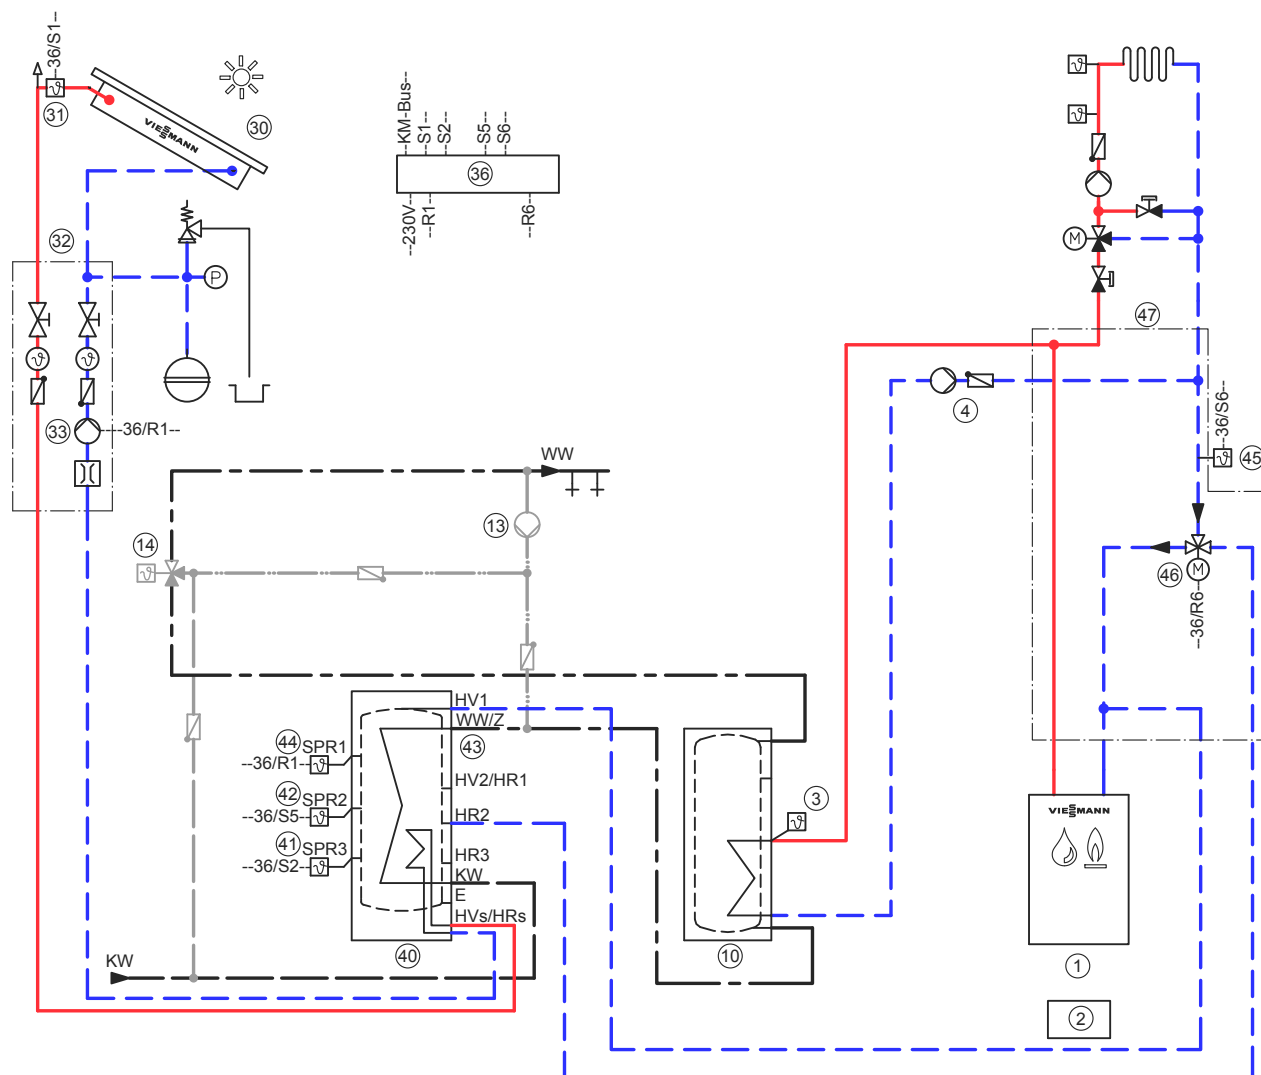 --36/S1--
31
VIESSMANN
30
--KM-Bus--
S1--
S2--
S5--
S6--
36
--230V--
--R1--
--R6--
32
P
33
----36/R1--
M
47
4
--36/S6--
45
WW
13
14
46
M
--36/R6--
HV1
WW/Z
43
44 SPR1
--36/R1--
HV2/HR1
42 SPR2
--36/S5--
HR2
41 SPR3
--36/S2--
HR3
KW
E
HVs/HRs
40
3
10
VIESSMANN
KW
1
2